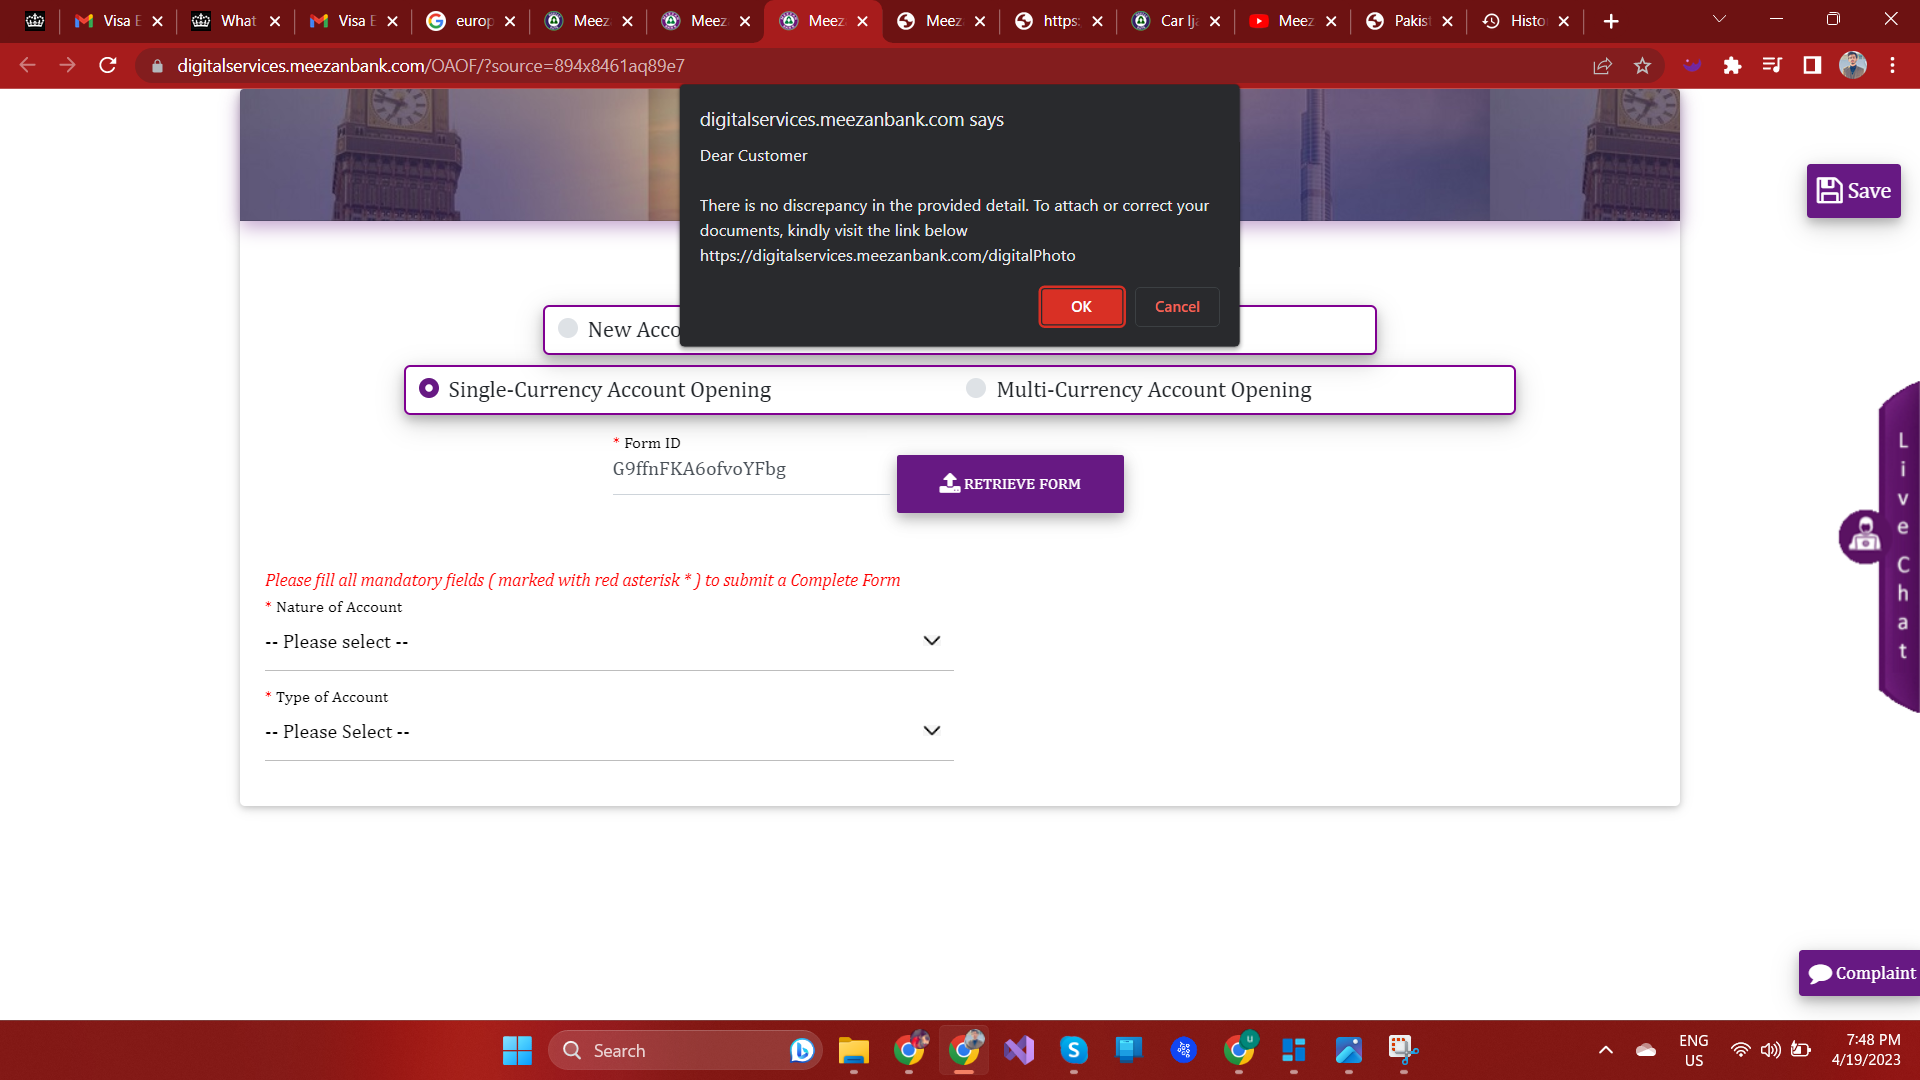 Visa E
What
Visa E
europ
Meeza
Meeza
Meeza
Meez
https:
Car Ija
Meez
Pakist
Histo
digitalservices.meezanbank.com/OAOF/?source=894x8461aq89e7
digitalservices.meezanbank.com says
Dear Customer
There is no discrepancy in the provided detail. To attach or correct your
documents, kindly visit the link below
https://digitalservices.meezanbank.com/digitalPhoto
OK
Cancel
Save
New Acco
Single-Currency Account Opening
Multi-Currency Account Opening
* Form ID
G9ffnFKA6ofvoYFbg
RETRIEVE FORM
Live Chat
Please fill all mandatory fields ( marked with red asterisk * ) to submit a Complete Form
* Nature of Account
-- Please select --
* Type of Account
-- Please Select --
Complaint
Search
ENG
US
7:48 PM
4/19/2023